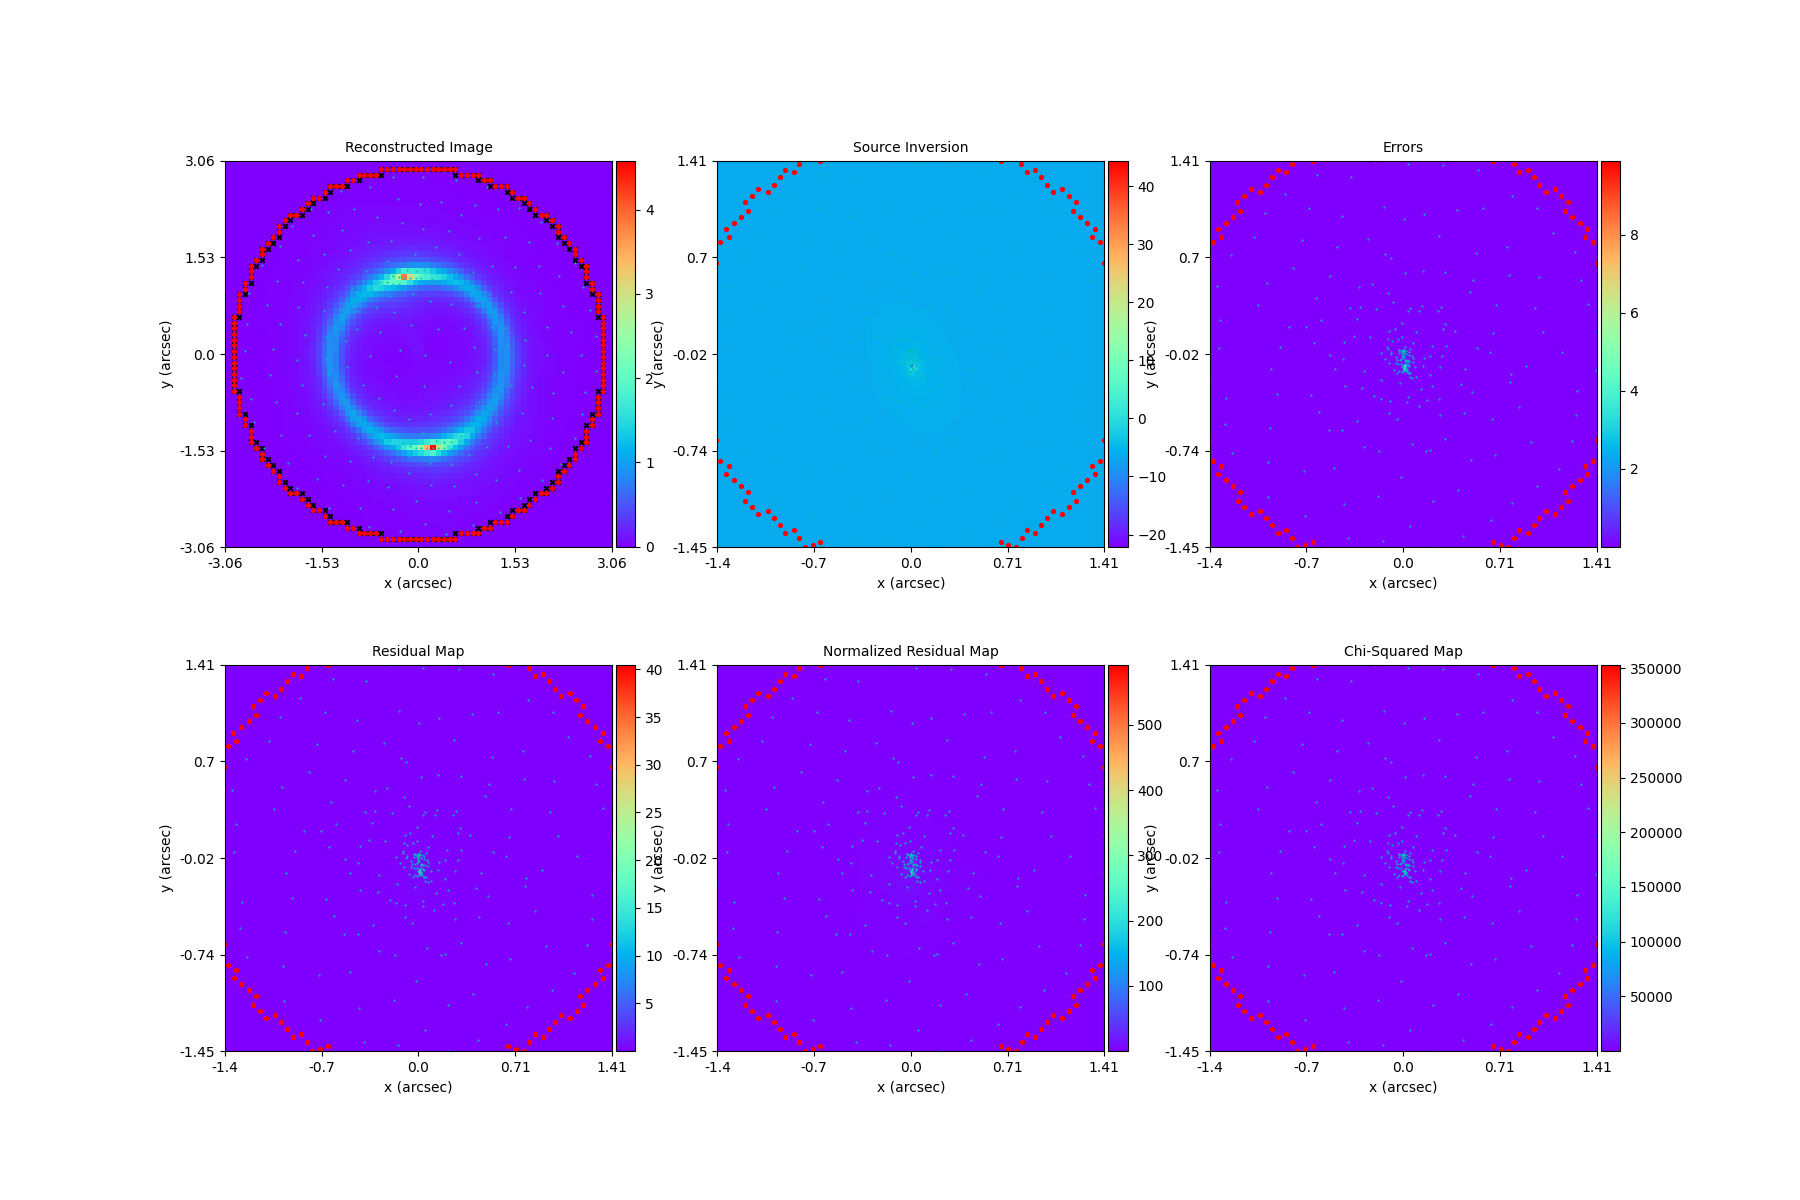 Reconstructed Image
3.06
1.53
0.0
-1.53
-3.06
-3.06 -1.53 0.0 1.53 3.06
x (arcsec)
y (arcsec)
4
3
2
1
0
Source Inversion
1.41
0.7
-0.02
-0.74
-1.45
-1.4 -0.7 0.0 0.71 1.41
x (arcsec)
y (arcsec)
40
30
20
10
0
−10
−20
Errors
1.41
0.7
-0.02
-0.74
-1.45
-1.4 -0.7 0.0 0.71 1.41
x (arcsec)
y (arcsec)
8
6
4
2
Residual Map
1.41
0.7
-0.02
-0.74
-1.45
-1.4 -0.7 0.0 0.71 1.41
x (arcsec)
y (arcsec)
40
35
30
25
20
15
10
5
Normalized Residual Map
1.41
0.7
-0.02
-0.74
-1.45
-1.4 -0.7 0.0 0.71 1.41
x (arcsec)
y (arcsec)
500
400
300
200
100
Chi-Squared Map
1.41
0.7
-0.02
-0.74
-1.45
-1.4 -0.7 0.0 0.71 1.41
x (arcsec)
y (arcsec)
350000
300000
250000
200000
150000
100000
50000